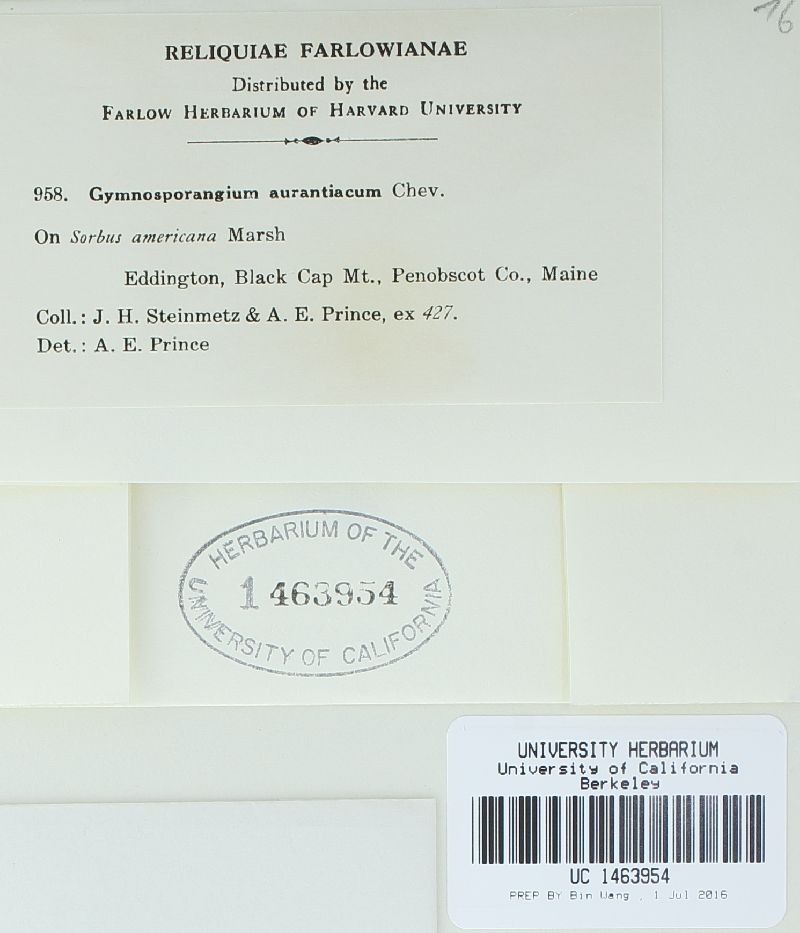 16
RELIQUIAE FARLOWIANAE
Distributed by the
FARLOW HERBARIUM OF HARVARD UNIVERSITY
958. Gymnosporangium aurantiacum Chev.
On Sorbus americana Marsh
Eddington, Black Cap Mt., Penobscot Co., Maine
Coll.: J. H. Steinmetz & A. E. Prince, ex 427.
Det.: A. E. Prince
HERBARIUM OF THE
1463954
UNIVERSITY OF CALIFORNIA
UNIVERSITY HERBARIUM
University of California
Berkeley
UC 1463954
PREP BY Bin Wang , 1 Jul 2016